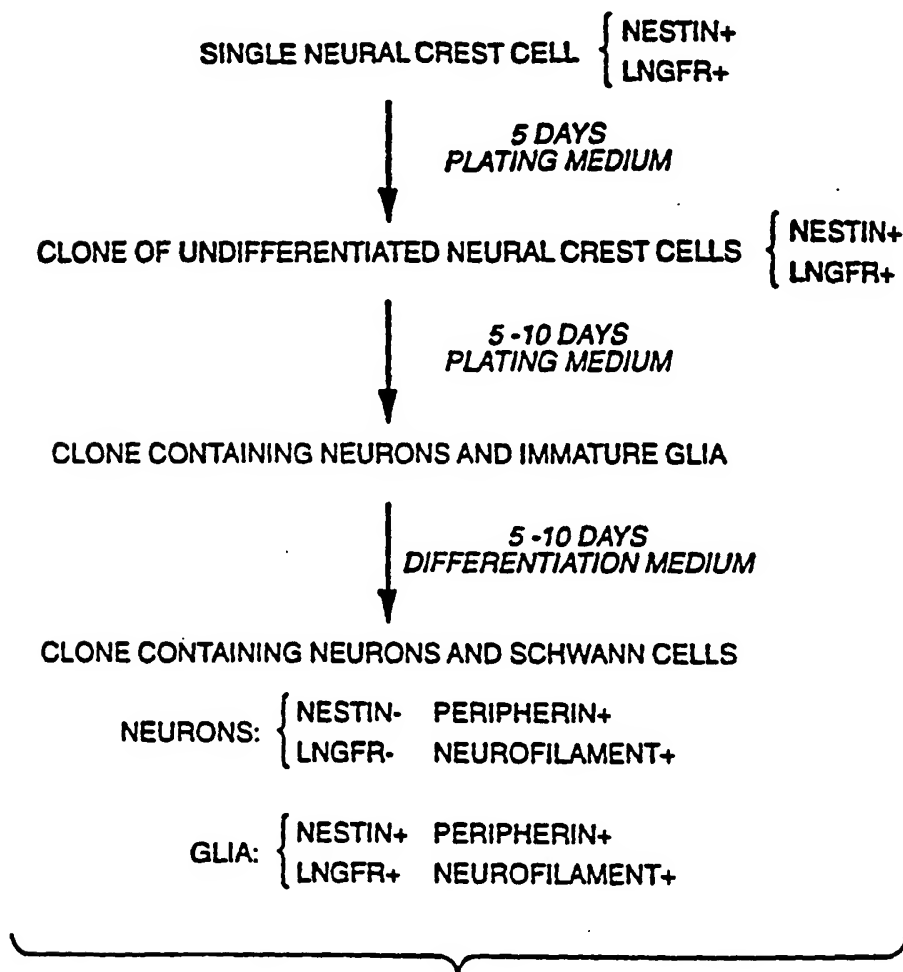 SINGLE NEURAL CREST CELL { NESTIN+
LNGFR+
5 DAYS
PLATING MEDIUM
CLONE OF UNDIFFERENTIATED NEURAL CREST CELLS { NESTIN+
LNGFR+
5-10 DAYS
PLATING MEDIUM
CLONE CONTAINING NEURONS AND IMMATURE GLIA
5-10 DAYS
DIFFERENTIATION MEDIUM
CLONE CONTAINING NEURONS AND SCHWANN CELLS
NEURONS: { NESTIN- PERIPHERIN+
LNGFR- NEUROFILAMENT+
GLIA: { NESTIN+ PERIPHERIN+
LNGFR+ NEUROFILAMENT+